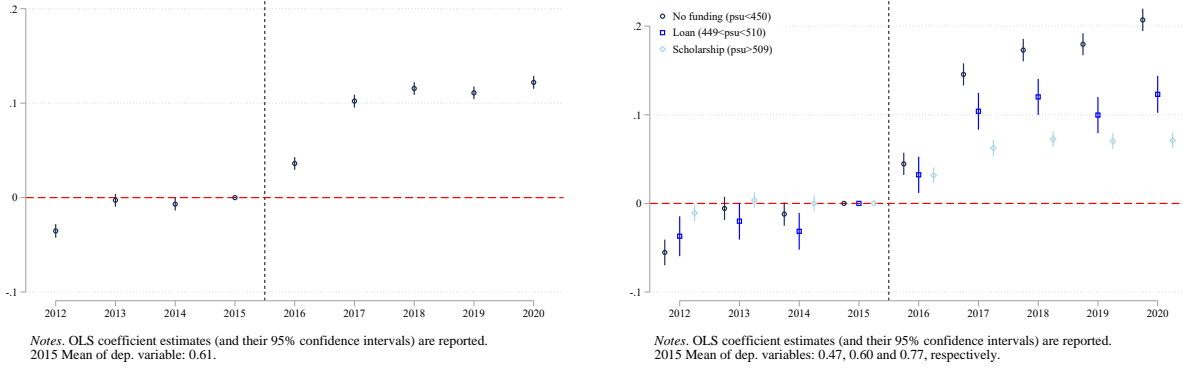 .2
.1
0
-.1
2012 2013 2014 2015 2016 2017 2018 2019 2020
Notes. OLS coefficient estimates (and their 95% confidence intervals) are reported.
2015 Mean of dep. variable: 0.61.
No funding (psu<450)
Loan (449<psu<510)
Scholarship (psu>509)
.2
.1
0
-.1
2012 2013 2014 2015 2016 2017 2018 2019 2020
Notes. OLS coefficient estimates (and their 95% confidence intervals) are reported.
2015 Mean of dep. variables: 0.47, 0.60 and 0.77, respectively.